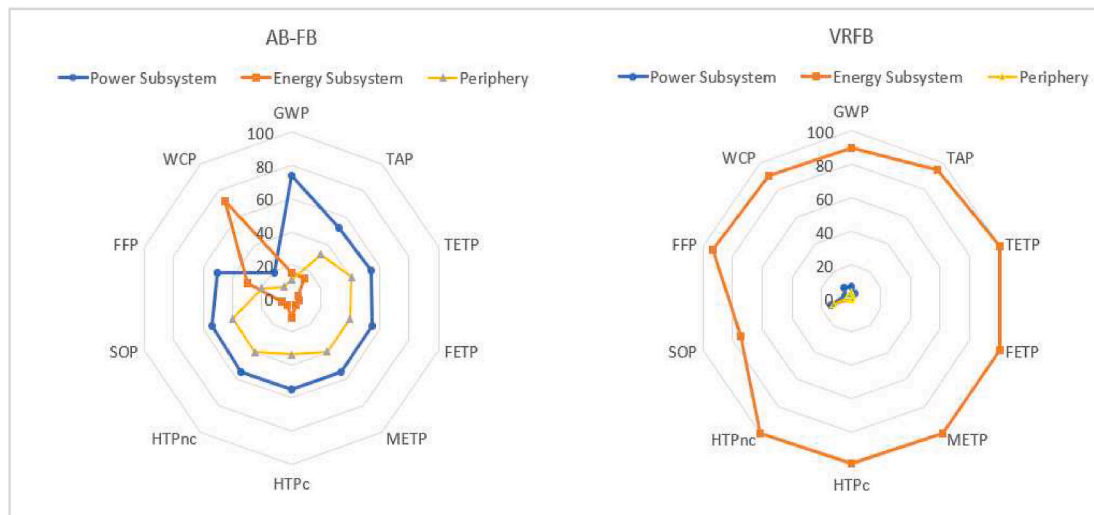 AB-FB
Power Subsystem Energy Subsystem Periphery
GWP
100
TAP
WCP
80
60
40
FFP
TETP
20
0
SOP
FETP
HTPnc
METP
HTPc
VRFB
Power Subsystem Energy Subsystem Periphery
GWP
100
WCP
TAP
80
60
40
FFP
TETP
20
0
SOP
FETP
HTPnc
METP
HTPc